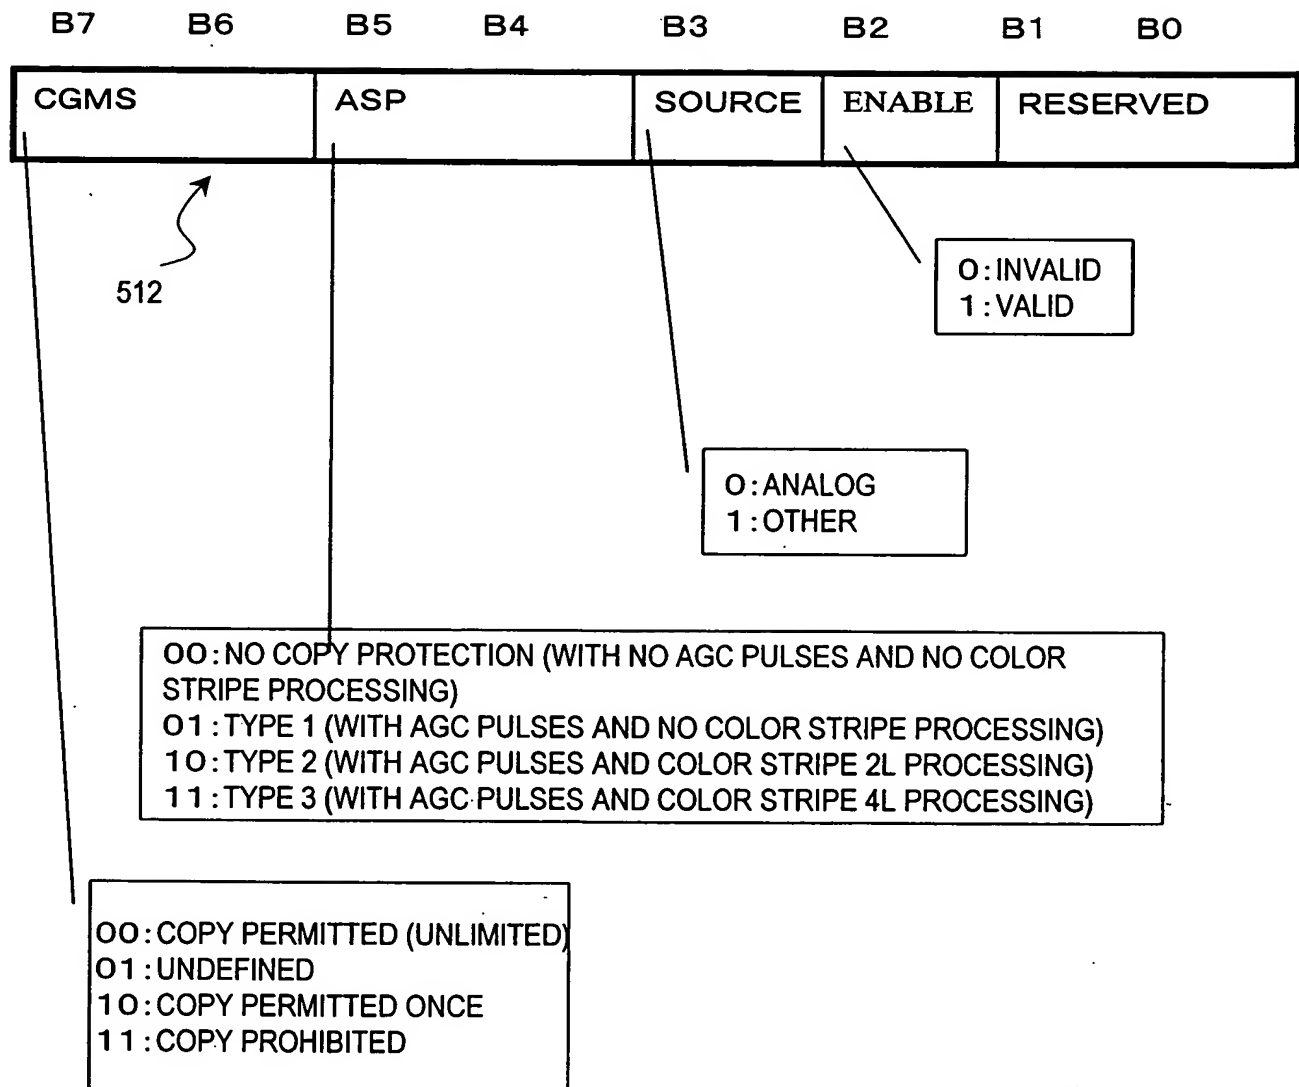 B7 B6 B5 B4 B3 B2 B1 B0
CGMS ASP SOURCE ENABLE RESERVED
512
0:INVALID
1:VALID
0:ANALOG
1:OTHER
00:NO COPY PROTECTION (WITH NO AGC PULSES AND NO COLOR
STRIPE PROCESSING)
01:TYPE 1 (WITH AGC PULSES AND NO COLOR STRIPE PROCESSING)
10:TYPE 2 (WITH AGC PULSES AND COLOR STRIPE 2L PROCESSING)
11:TYPE 3 (WITH AGC PULSES AND COLOR STRIPE 4L PROCESSING)
00:COPY PERMITTED (UNLIMITED)
01:UNDEFINED
10:COPY PERMITTED ONCE
11:COPY PROHIBITED